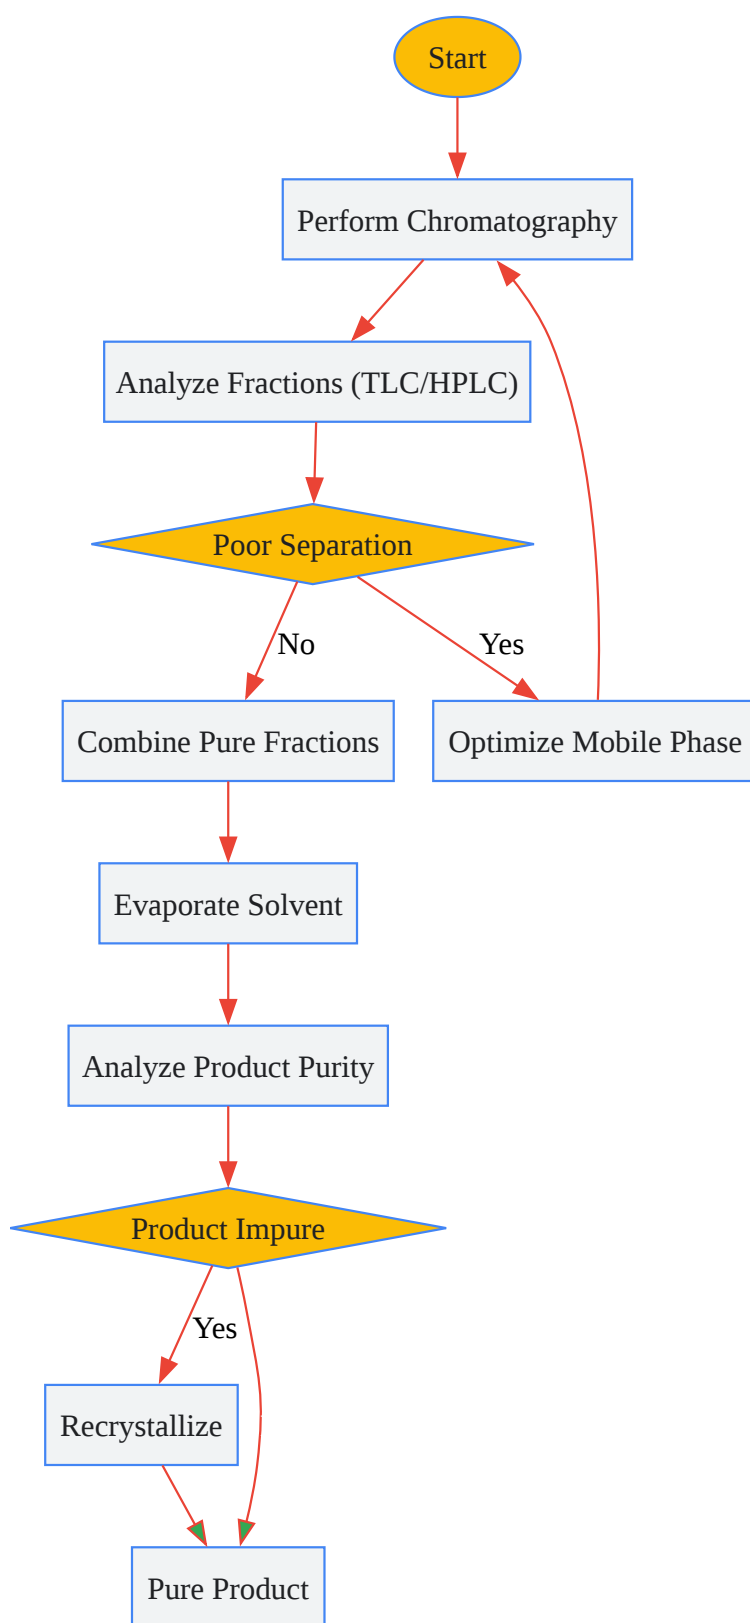 Start
Perform Chromatography
Analyze Fractions (TLC/HPLC)
Poor Separation
No
Yes
Combine Pure Fractions
Optimize Mobile Phase
Evaporate Solvent
Analyze Product Purity
Product Impure
Yes
Recrystallize
Pure Product